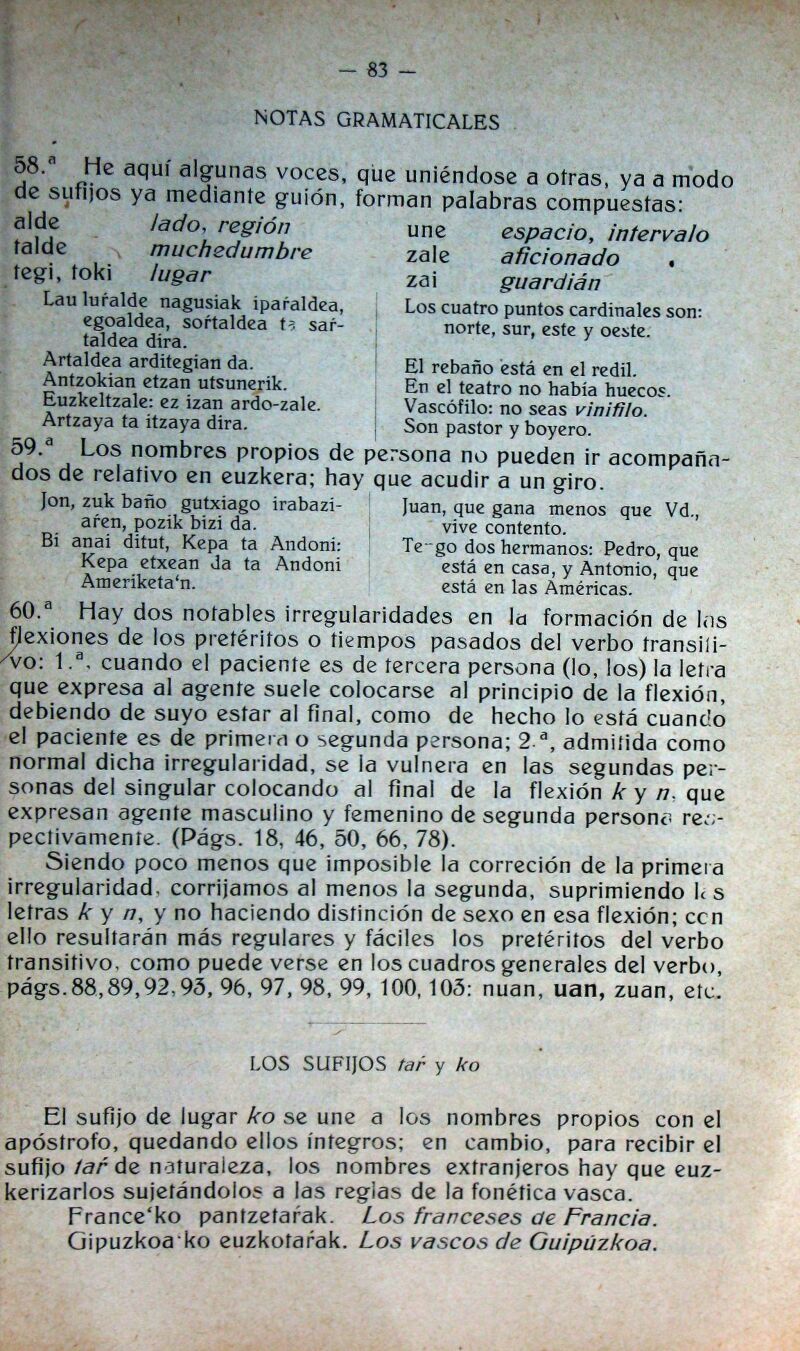 — 83 —
NOTAS GRAMATICALES
58.ª He aquí algunas voces, que uniéndose a otras, ya a modo
de sufijos ya mediante guión, forman palabras compuestas:
alde lado, región
talde muchedumbre
tegi, toki lugar
une espacio, intervalo
zale aficionado
zai guardián
Lau luŕalde nagusiak ipaŕaldea,
egoaldea, soŕtaldea ta saŕ-
taldea dira.
Artaldea arditegian da.
Antzokian etzan utsunerik.
Euzkeltzale: ez izan ardo-zale.
Artzaya ta itzaya dira.
Los cuatro puntos cardinales son:
norte, sur, este y oeste.
El rebaño está en el redil.
En el teatro no había huecos.
Vascófilo: no seas vinifilo.
Son pastor y boyero.
59.ª Los nombres propios de persona no pueden ir acompaña-
dos de relativo en euzkera; hay que acudir a un giro.
Jon, zuk baño gutxiago irabazi-
aŕen, pozik bizi da.
Bi anai ditut, Kepa ta Andoni:
Kepa etxean da ta Andoni
Ameriketa‘n.
Juan, que gana menos que Vd.,
vive contento.
Tengo dos hermanos: Pedro, que
está en casa, y Antonio, que
está en las Américas.
60.ª Hay dos notables irregularidades en la formación de las
flexiones de los pretéritos o tiempos pasados del verbo transiti-
vo: 1.ª, cuando el paciente es de tercera persona (lo, los) la letra
que expresa al agente suele colocarse al principio de la flexión,
debiendo de suyo estar al final, como de hecho lo está cuando
el paciente es de primera o segunda persona; 2.ª, admitida como
normal dicha irregularidad, se la vulnera en las segundas per-
sonas del singular colocando al final de la flexión k y n, que
expresan agente masculino y femenino de segunda persona res-
pectivamente. (Págs. 18, 46, 50, 66, 78).
Siendo poco menos que imposible la correción de la primera
irregularidad, corrijamos al menos la segunda, suprimiendo las
letras k y n, y no haciendo distinción de sexo en esa flexión; con
ello resultarán más regulares y fáciles los pretéritos del verbo
transitivo, como puede verse en los cuadros generales del verbo,
págs. 88, 89, 92, 93, 96, 97, 98, 99, 100, 103: nuan, uan, zuan, etc.
LOS SUFIJOS taŕ y ko
El sufijo de lugar ko se une a los nombres propios con el
apóstrofo, quedando ellos íntegros; en cambio, para recibir el
sufijo taŕ de naturaleza, los nombres extranjeros hay que euz-
kerizarlos sujetándolos a las reglas de la fonética vasca.
France‘ko pantzetaŕak. Los franceses de Francia.
Gipuzkoa‘ko euzkotaŕak. Los vascos de Guipúzkoa.